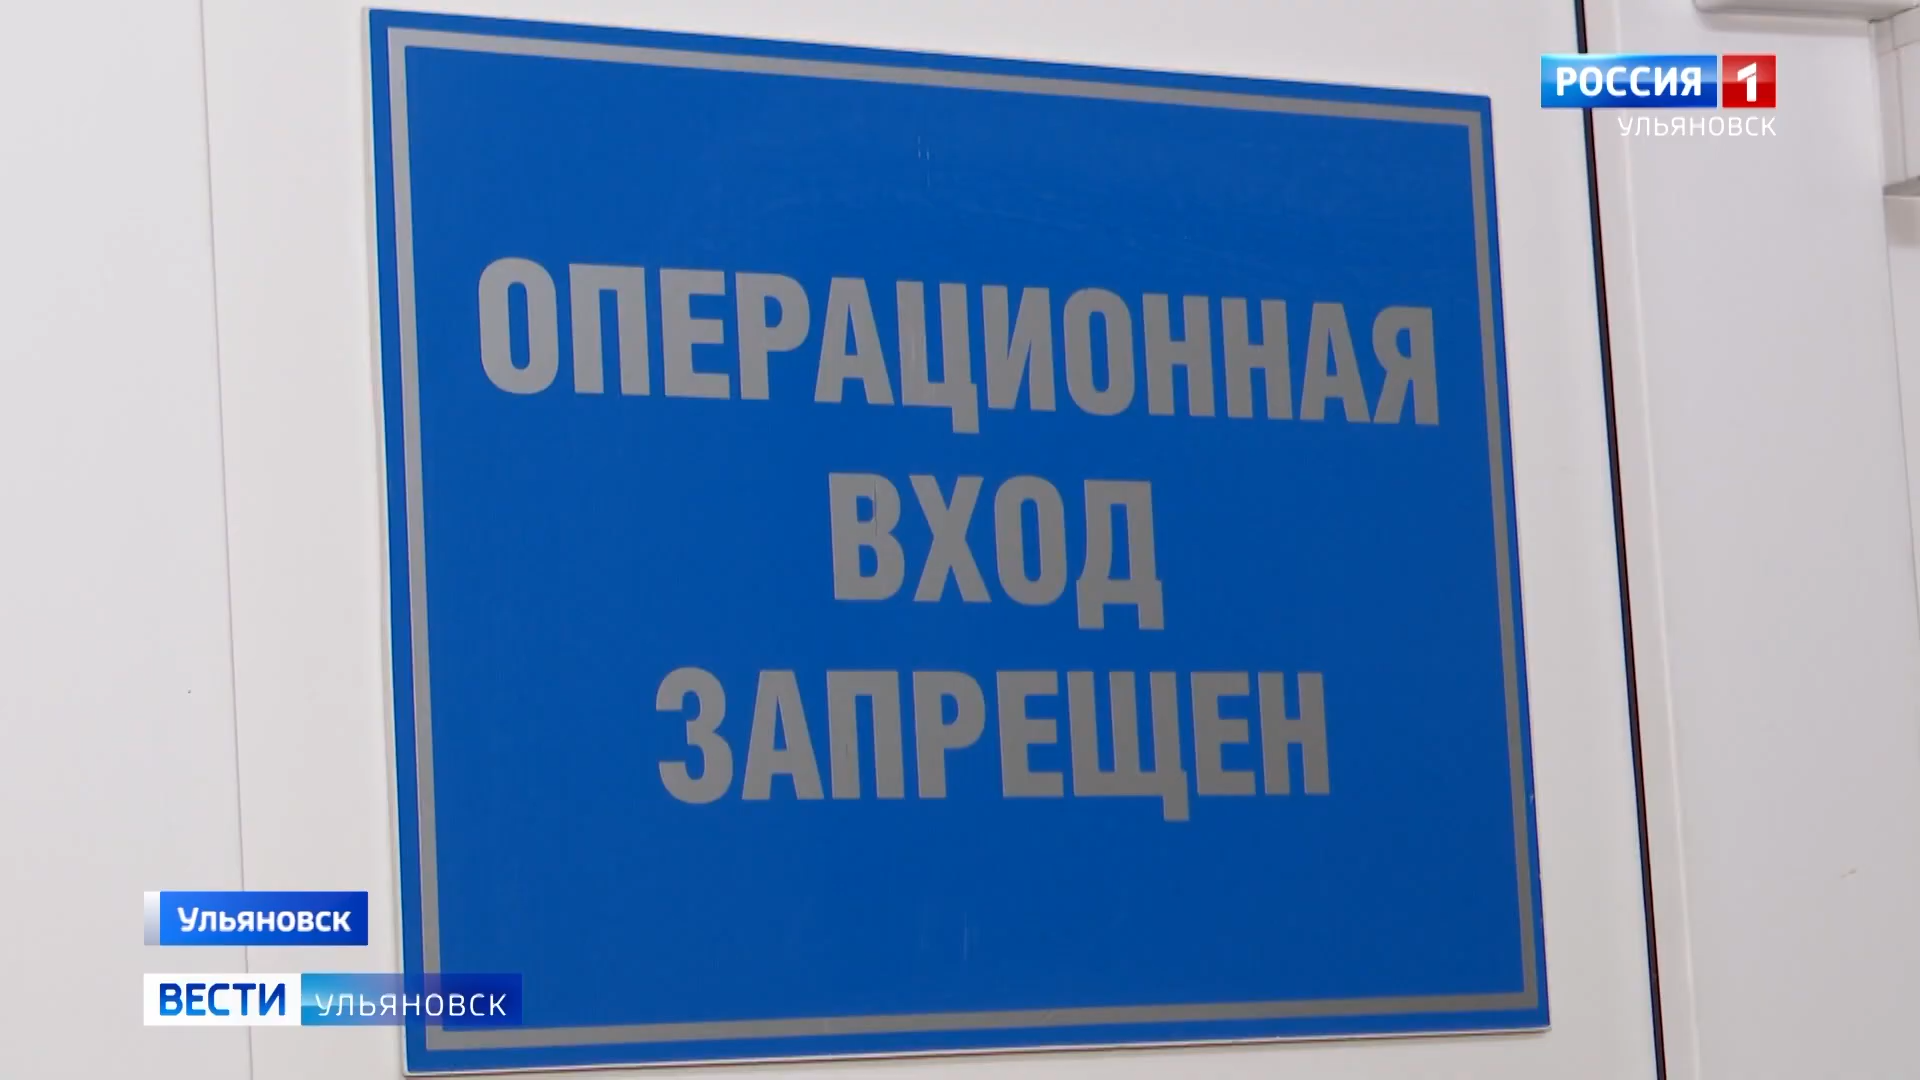 РОССИЯ 1
УЛЬЯНОВСК
ОПЕРАЦИОННАЯ
ВХОД
ЗАПРЕЩЕН
Ульяновск
ВЕСТИ УЛЬЯНОВСК